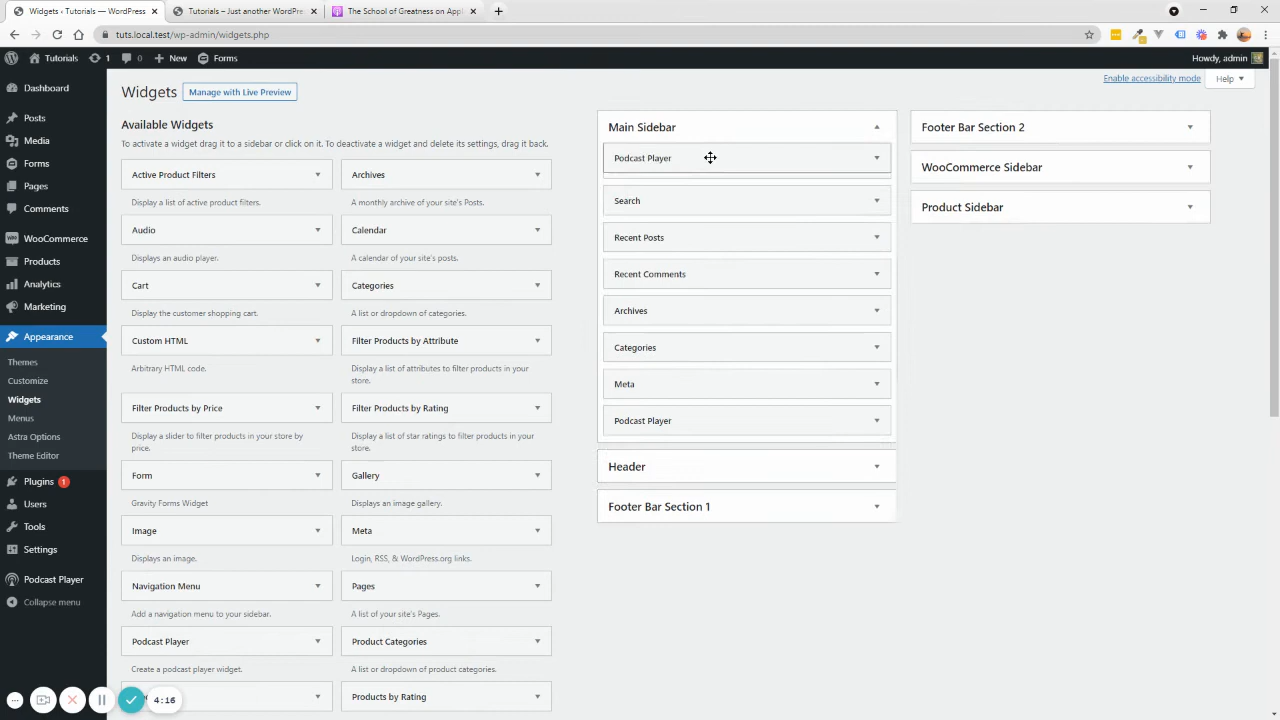 Widgets ‹ Tutorials — WordPress
Tutorials – Just another WordPre
The School of Greatness on Appl
tuts.local.test/wp-admin/widgets.php
Tutorials
1
0
New
Forms
Howdy, admin
Dashboard
Posts
Media
Forms
Pages
Comments
WooCommerce
Products
Analytics
Marketing
Appearance
Themes
Customize
Widgets
Menus
Astra Options
Theme Editor
Plugins 1
Users
Tools
Settings
Podcast Player
Collapse menu
Widgets
Manage with Live Preview
Enable accessibility mode
Help
Available Widgets
To activate a widget drag it to a sidebar or click on it. To deactivate a widget and delete its settings, drag it back.
Active Product Filters
Display a list of active product filters.
Archives
A monthly archive of your site's Posts.
Audio
Displays an audio player.
Calendar
A calendar of your site's posts.
Cart
Display the customer shopping cart.
Categories
A list or dropdown of categories.
Custom HTML
Arbitrary HTML code.
Filter Products by Attribute
Display a list of attributes to filter products in your
store.
Filter Products by Price
Display a slider to filter products in your store by
price.
Filter Products by Rating
Display a list of star ratings to filter products in your
store.
Form
Gravity Forms Widget
Gallery
Displays an image gallery.
Image
Displays an image.
Meta
Login, RSS, & WordPress.org links.
Navigation Menu
Add a navigation menu to your sidebar.
Pages
A list of your site's Pages.
Podcast Player
Create a podcast player widget.
Product Categories
A list or dropdown of product categories.
Products by Rating
Main Sidebar
Podcast Player
Search
Recent Posts
Recent Comments
Archives
Categories
Meta
Podcast Player
Header
Footer Bar Section 1
Footer Bar Section 2
WooCommerce Sidebar
Product Sidebar
4:16